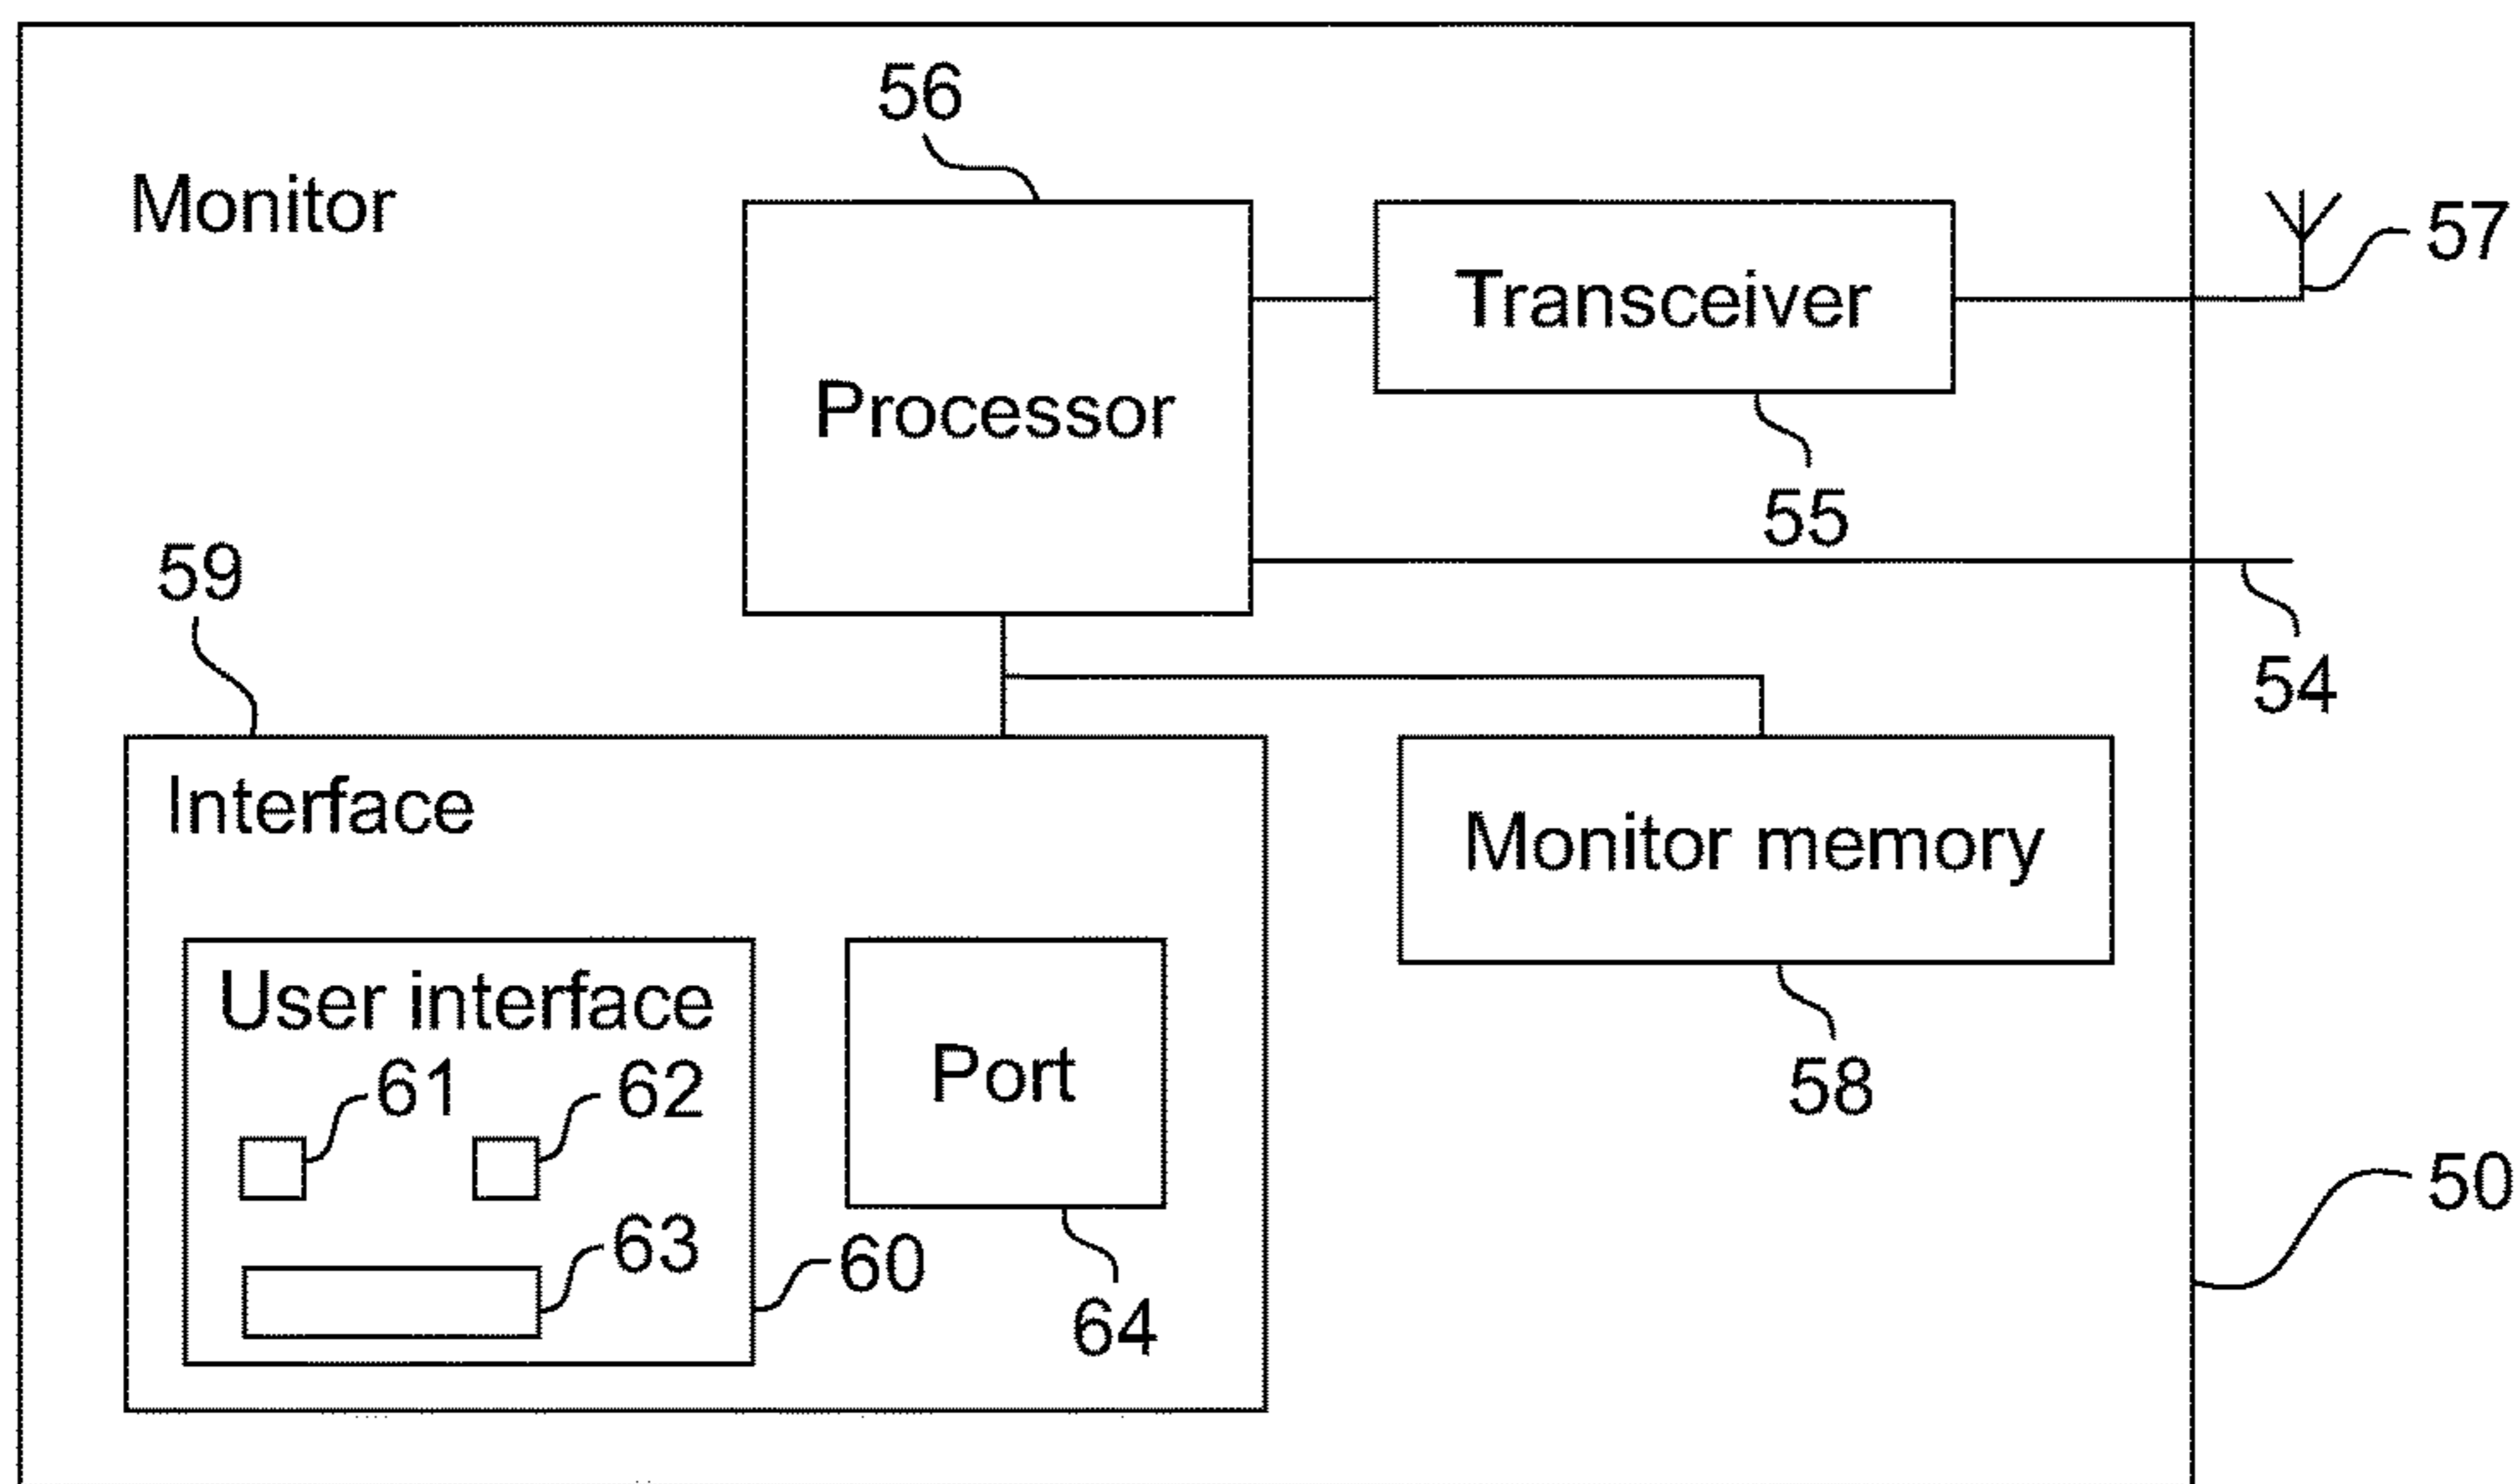 56
Monitor
57
Transceiver
Processor
55
59
54
Interface
Monitor memory
User interface
Port
61
62
58
50
63
60
64